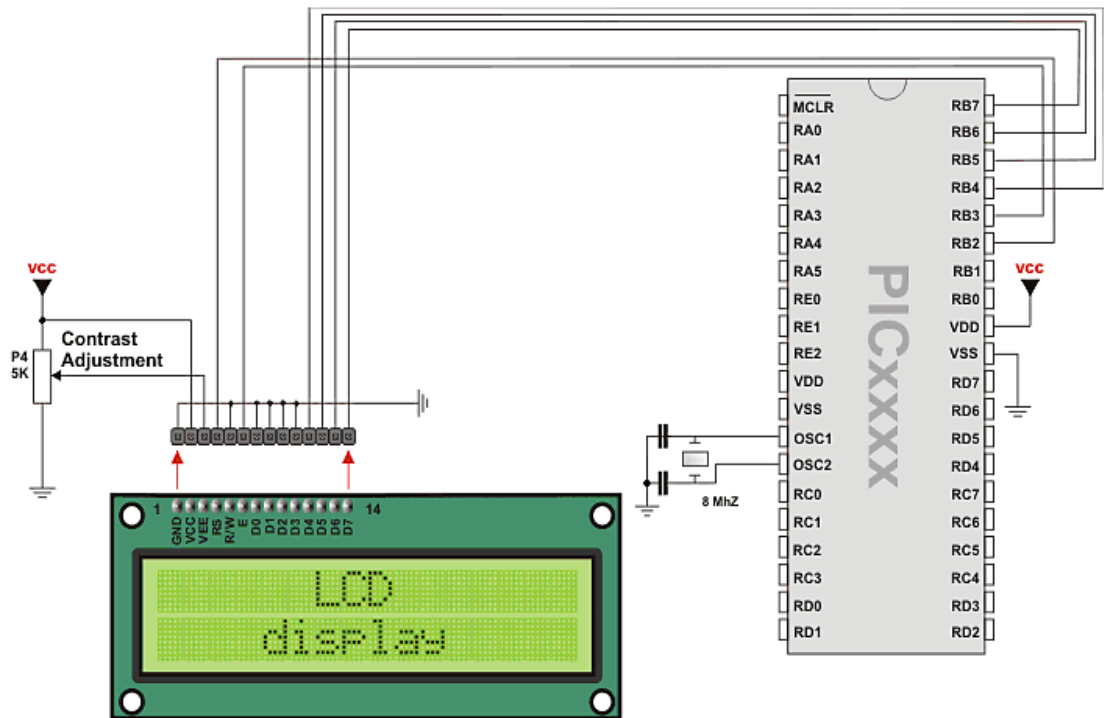 VCC
P4
5K
Contrast
Adjustment
1
14
GND
VCC
VEE
RS
R/W
E
D0
D1
D2
D3
D4
D5
D6
D7
LCD
display
8 MhZ
PICxxxx
MCLR
RA0
RA1
RA2
RA3
RA4
RA5
RE0
RE1
RE2
VDD
VSS
OSC1
OSC2
RC0
RC1
RC2
RC3
RD0
RD1
RB7
RB6
RB5
RB4
RB3
RB2
RB1
RB0
VDD
VSS
RD7
RD6
RD5
RD4
RC7
RC6
RC5
RC4
RD3
RD2
VCC